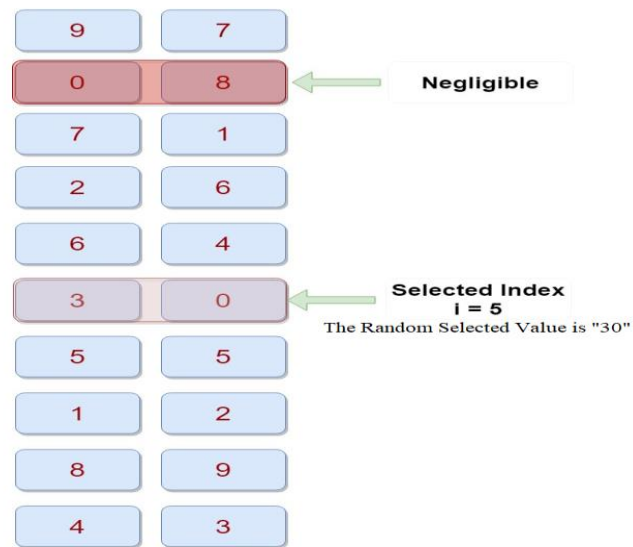 9 7
0 8
Negligible
7 1
2 6
6 4
3 0
Selected Index
i = 5
The Random Selected Value is "30"
5 5
1 2
8 9
4 3